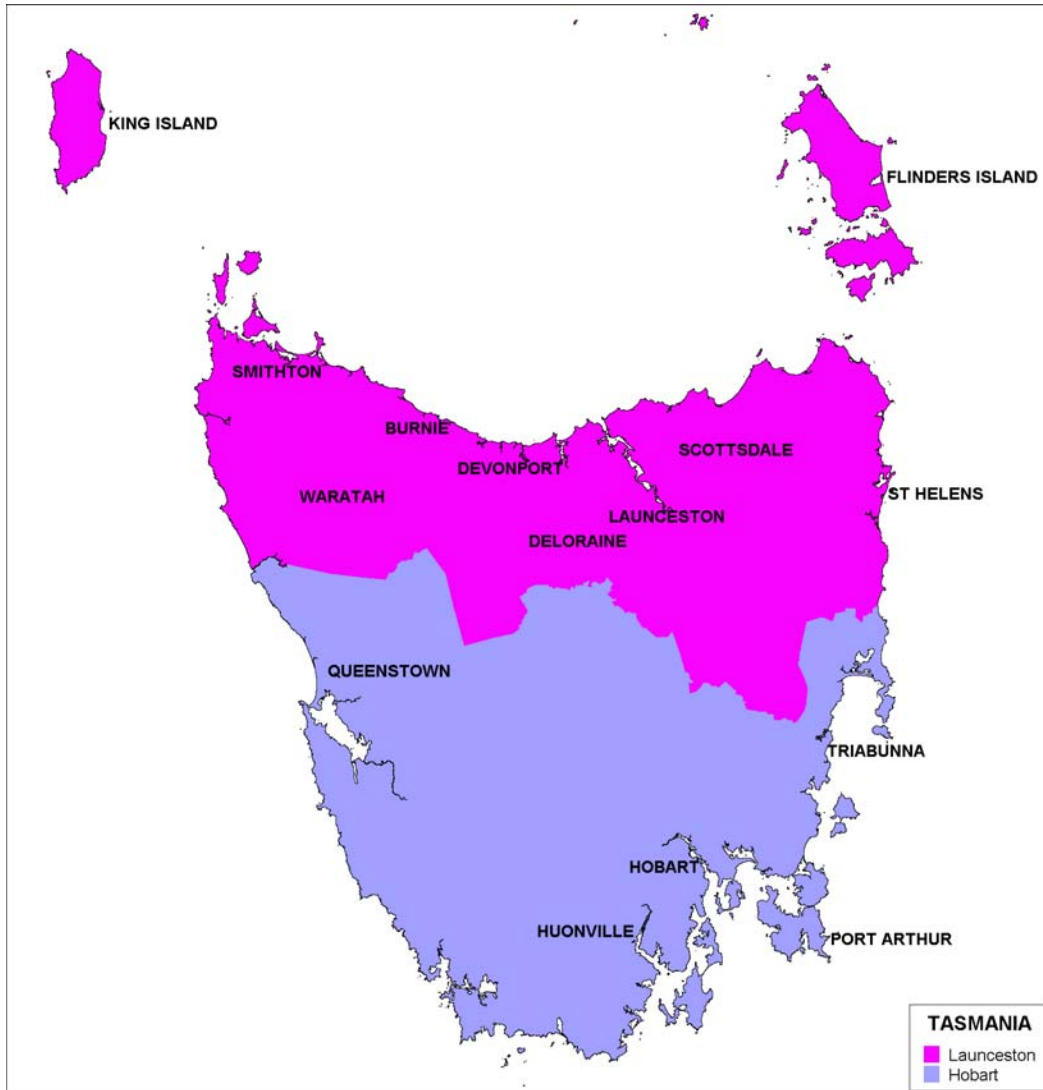 KING ISLAND
FLINDERS ISLAND
SMITHTON
BURNIE
SCOTTSDALE
DEVONPORT
WARATAH
ST HELENS
LAUNCESTON
DELORAINE
QUEENSTOWN
TRIABUNNA
HOBART
HUONVILLE
PORT ARTHUR
TASMANIA
Launceston
Hobart